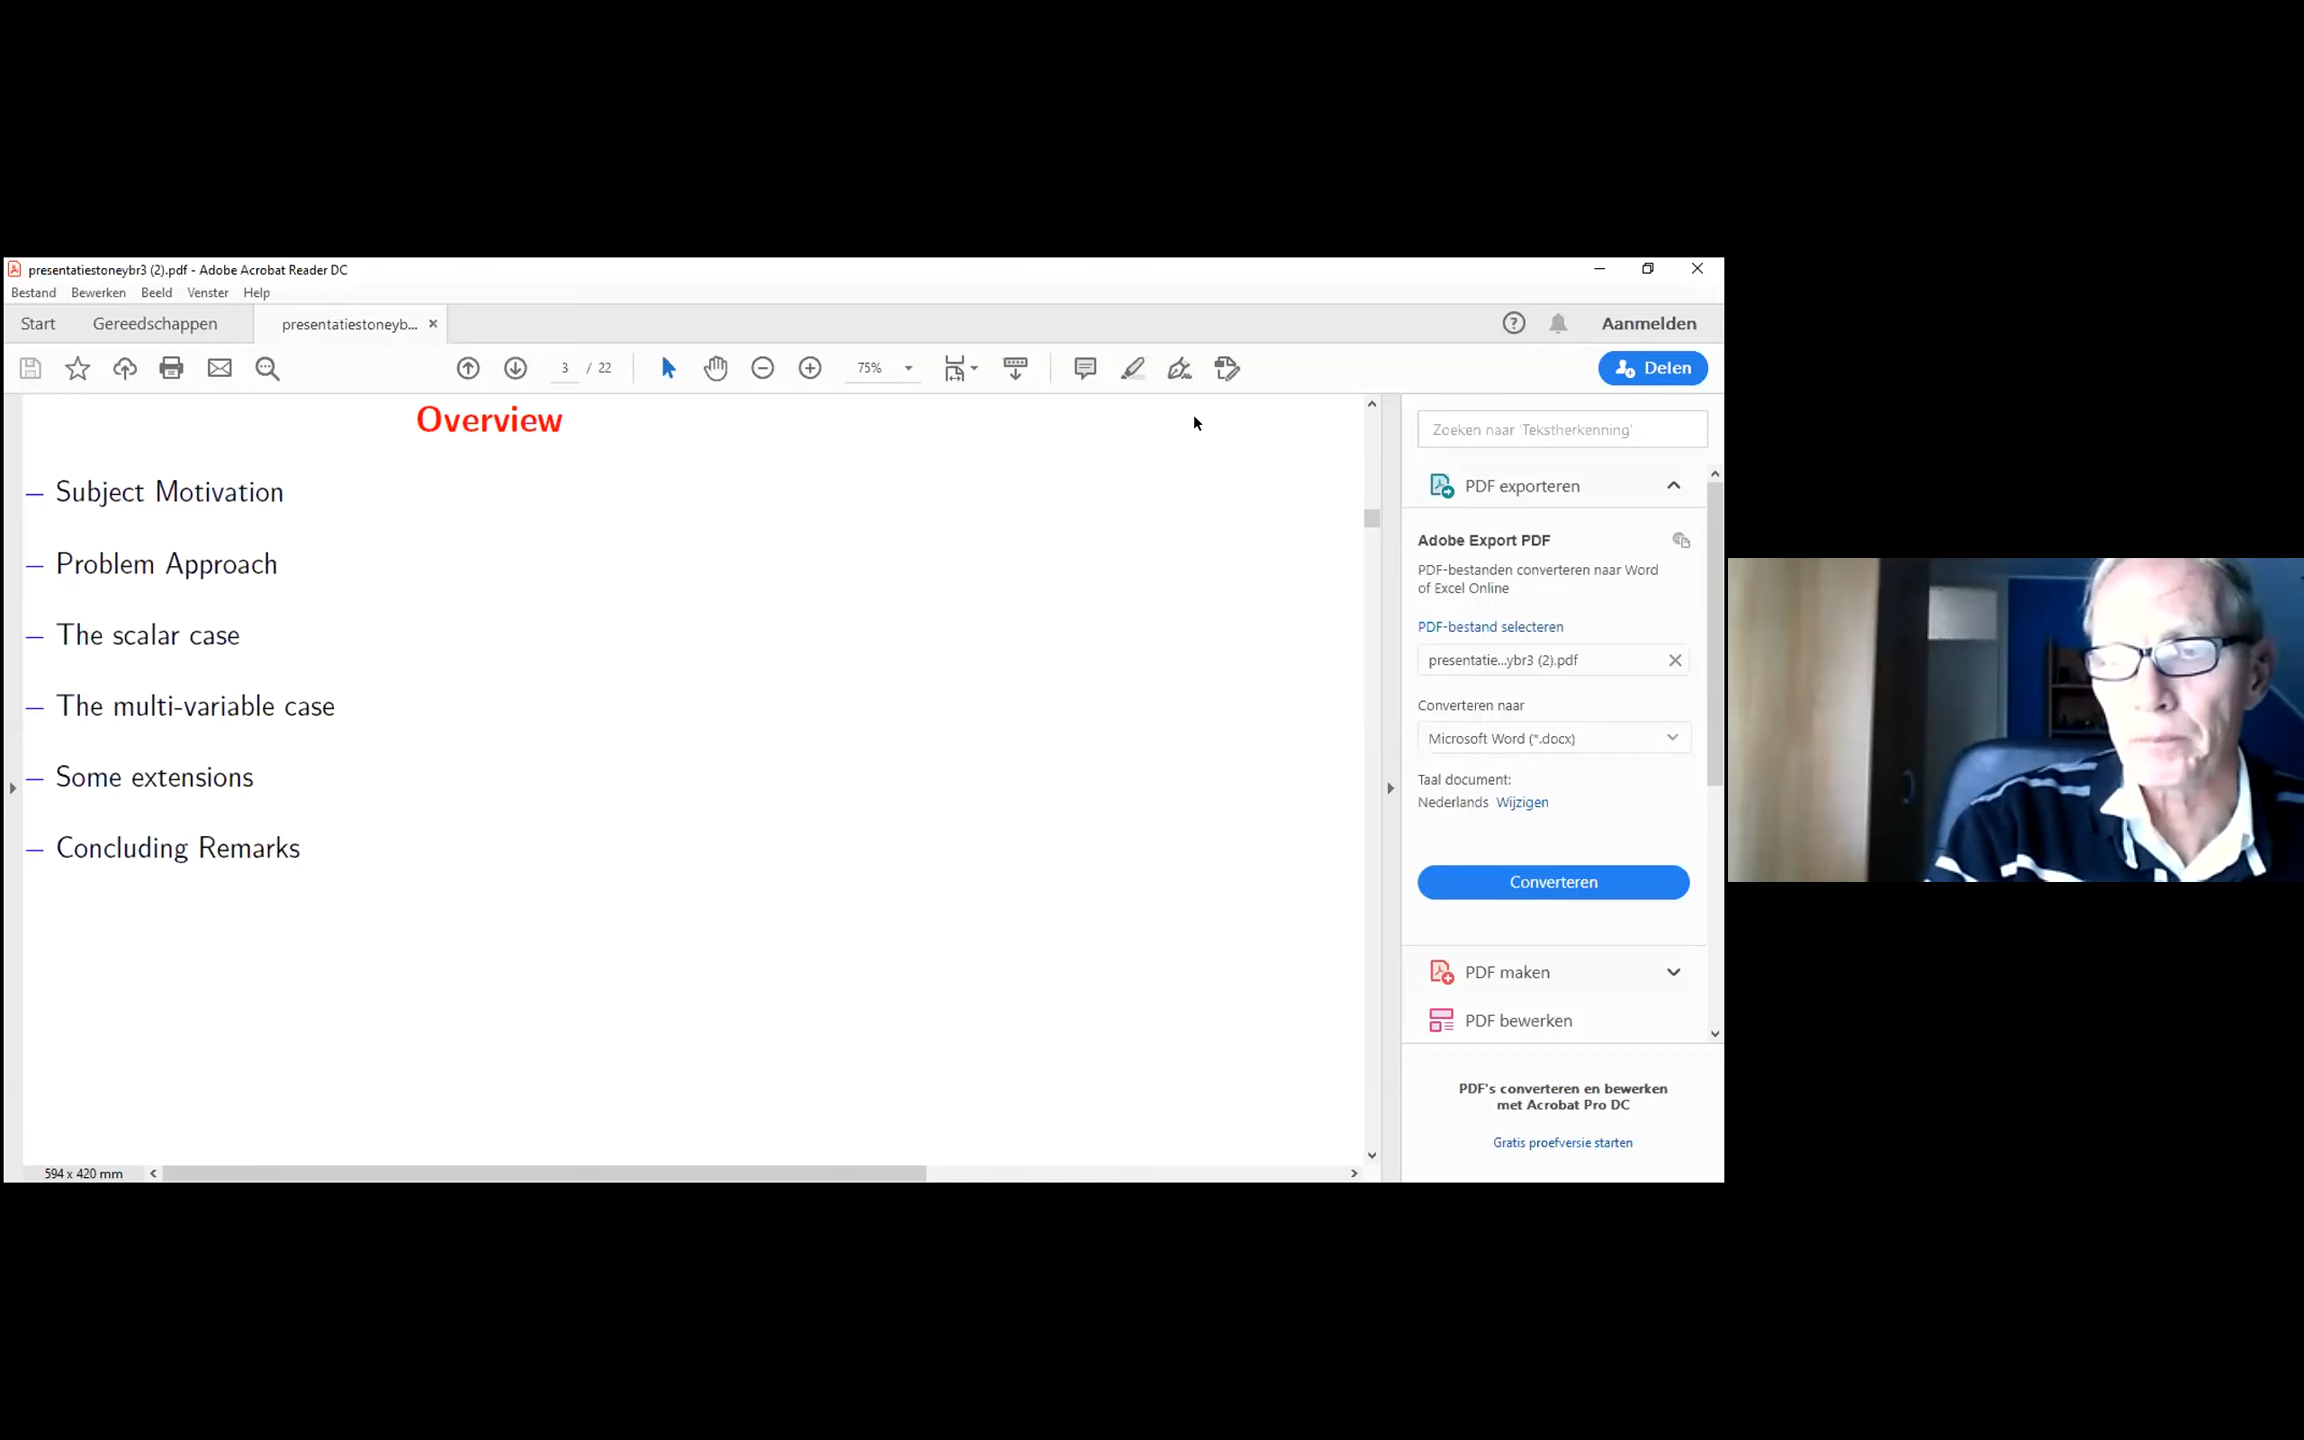 presentatiestoneybr3 (2).pdf - Adobe Acrobat Reader DC
Bestand Bewerken Beeld Venster Help
Start Gereedschappen presentatiestoneyb... Aanmelden
3 / 22 75% Delen
Overview
– Subject Motivation
– Problem Approach
– The scalar case
– The multi-variable case
– Some extensions
– Concluding Remarks
594 x 420 mm
Zoeken naar 'Tekstherkenning'
PDF exporteren
Adobe Export PDF
PDF-bestanden converteren naar Word
of Excel Online
PDF-bestand selecteren
presentatie...ybr3 (2).pdf
Converteren naar
Microsoft Word (*.docx)
Taal document:
Nederlands Wijzigen
Converteren
PDF maken
PDF bewerken
PDF's converteren en bewerken
met Acrobat Pro DC
Gratis proefversie starten